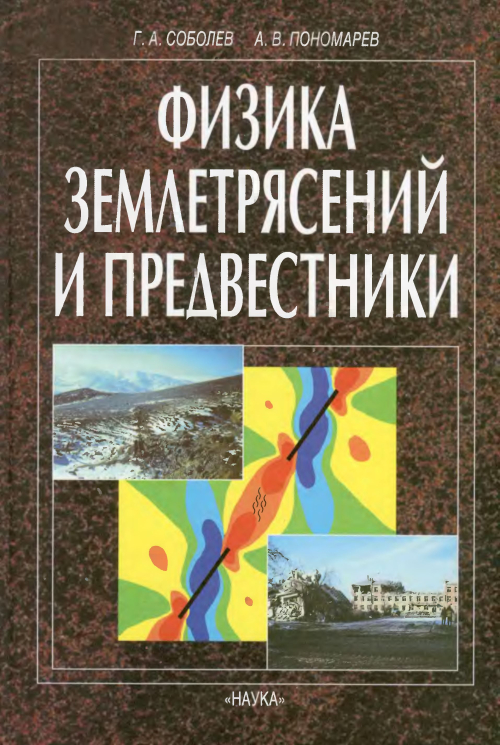 Г. А. СОБОЛЕВ А. В. ПОНОМАРЕВ
ФИЗИКА
ЗЕМЛЕТРЯСЕНИЙ
И ПРЕДВЕСТНИКИ
«НАУКА»